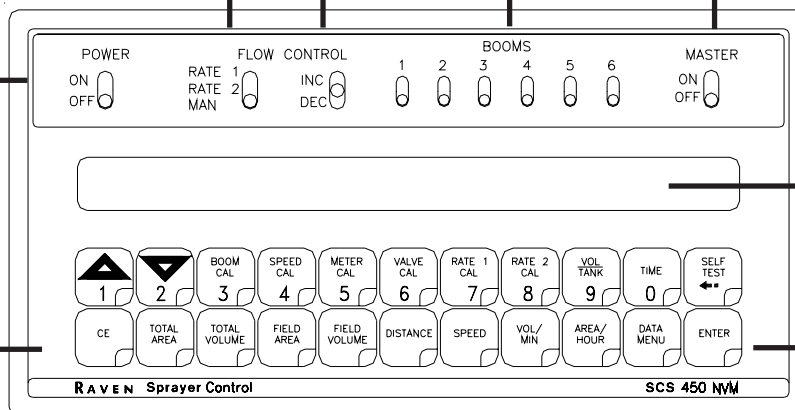 POWER
FLOW CONTROL
BOOMS
MASTER
ON
OFF
RATE 1
RATE 2
MAN
INC
DEC
1 2 3 4 5 6
ON
OFF
1
2
BOOM CAL 3
SPEED CAL 4
METER CAL 5
VALVE CAL 6
RATE 1 CAL 7
RATE 2 CAL 8
VOL TANK 9
TIME 0
SELF TEST
CE
TOTAL AREA
TOTAL VOLUME
FIELD AREA
FIELD VOLUME
DISTANCE
SPEED
VOL/ MIN
AREA/ HOUR
DATA MENU
ENTER
RAVEN Sprayer Control
SCS 450 NVM